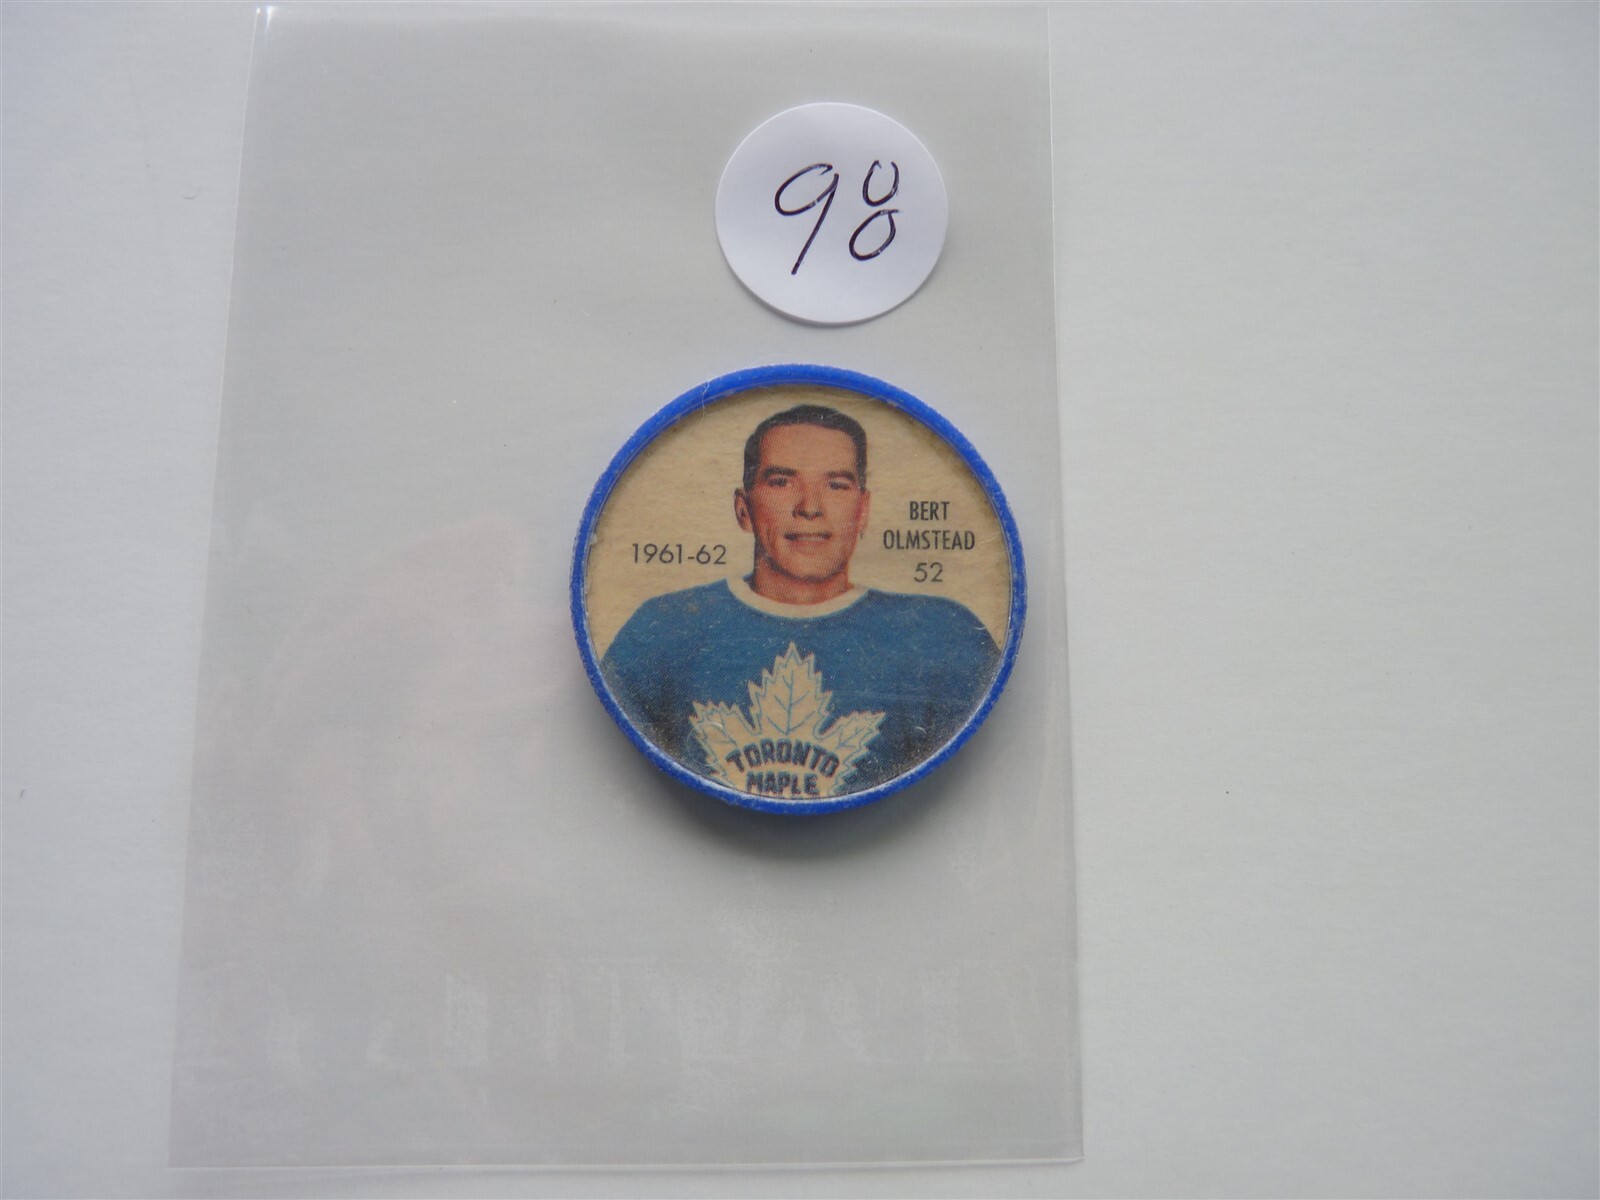 98
1961-62
BERT
OLMSTEAD
52
TORONTO
MAPLE